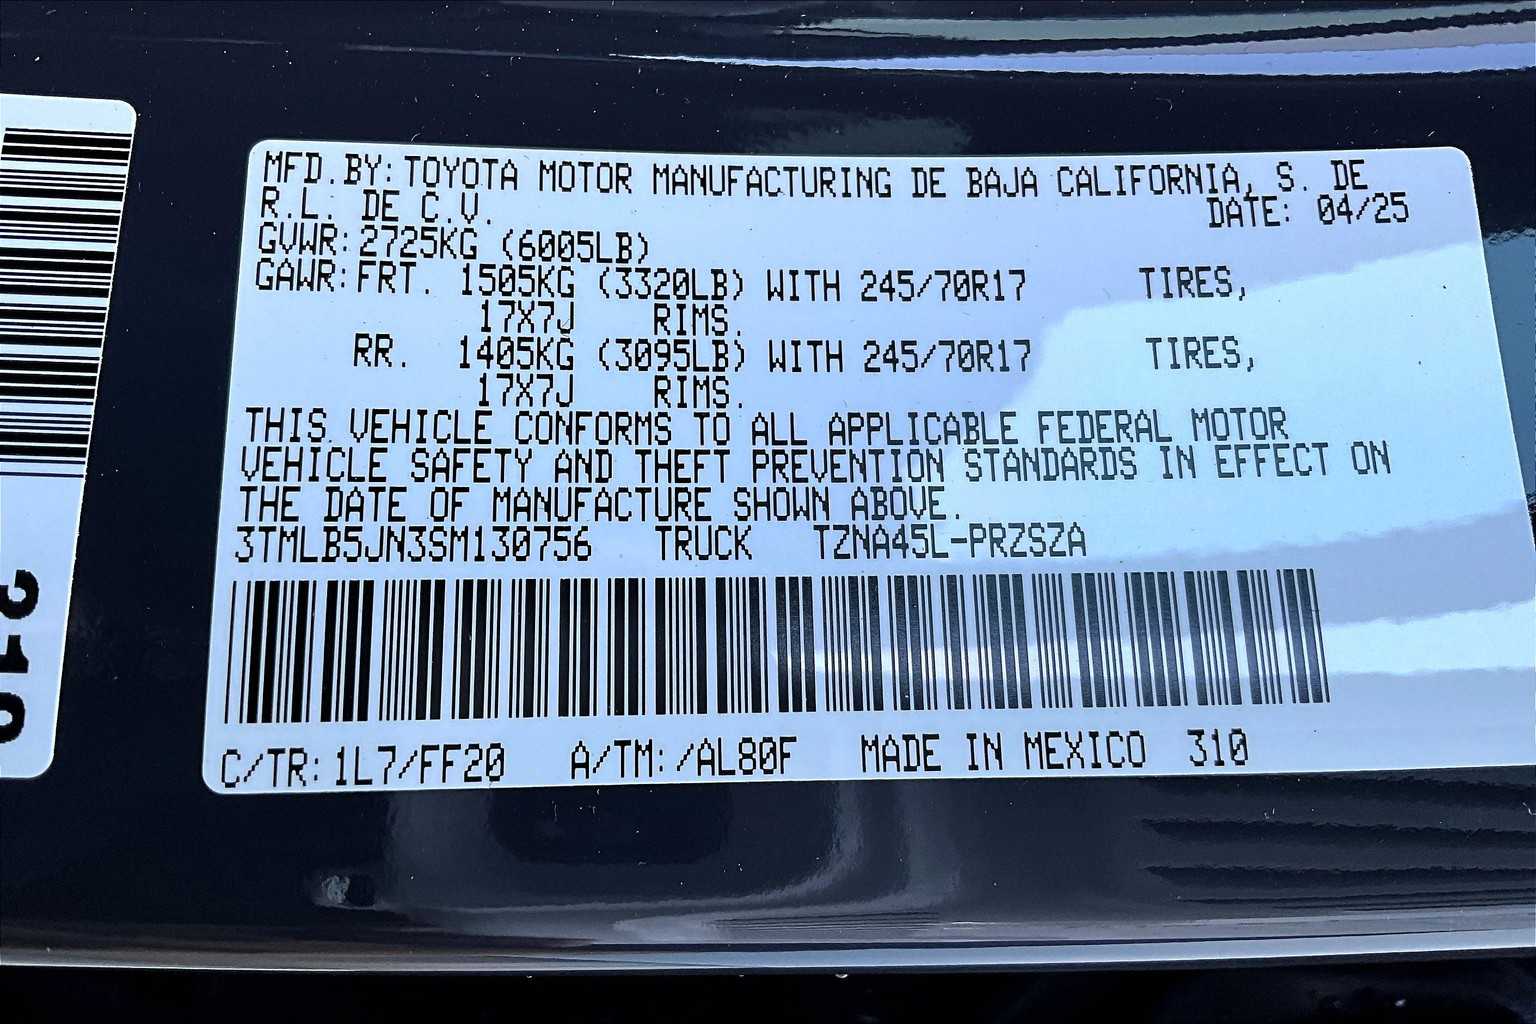 MFD.BY:TOYOTA MOTOR MANUFACTURING DE BAJA CALIFORNIA, S. DE
R.L. DE C.V. DATE: 04/25
GVWR:2725KG (6005LB)
GAWR:FRT. 1505KG (3320LB) WITH 245/70R17 TIRES,
17X7J RIMS.
RR. 1405KG (3095LB) WITH 245/70R17 TIRES,
17X7J RIMS.
THIS VEHICLE CONFORMS TO ALL APPLICABLE FEDERAL MOTOR
VEHICLE SAFETY AND THEFT PREVENTION STANDARDS IN EFFECT ON
THE DATE OF MANUFACTURE SHOWN ABOVE.
3TMLB5JN3SM130756 TRUCK TZNA45L-PRZSZA
C/TR:1L7/FF20 A/TM:/AL80F MADE IN MEXICO 310